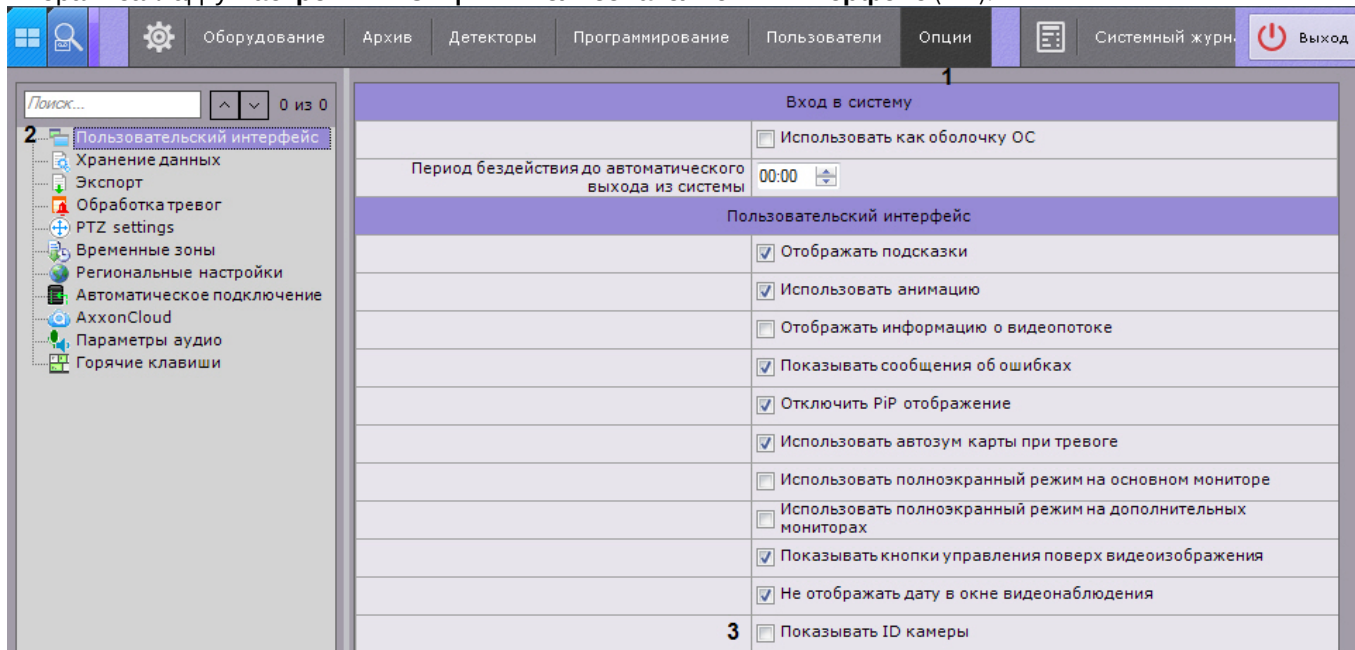 Оборудование
Архив
Детекторы
Программирование
Пользователи
Опции
Системный журн
Выход
1
Поиск...
0 из 0
2
Пользовательский интерфейс
Хранение данных
Экспорт
Обработка тревог
PTZ settings
Временные зоны
Региональные настройки
Автоматическое подключение
AxxonCloud
Параметры аудио
Горячие клавиши
Вход в систему
Использовать как оболочку ОС
Период бездействия до автоматического
выхода из системы
00:00
Пользовательский интерфейс
Отображать подсказки
Использовать анимацию
Отображать информацию о видеопотоке
Показывать сообщения об ошибках
Отключить PiP отображение
Использовать автозум карты при тревоге
Использовать полноэкранный режим на основном мониторе
Использовать полноэкранный режим на дополнительных
мониторах
Показывать кнопки управления поверх видеоизображения
Не отображать дату в окне видеонаблюдения
3
Показывать ID камеры